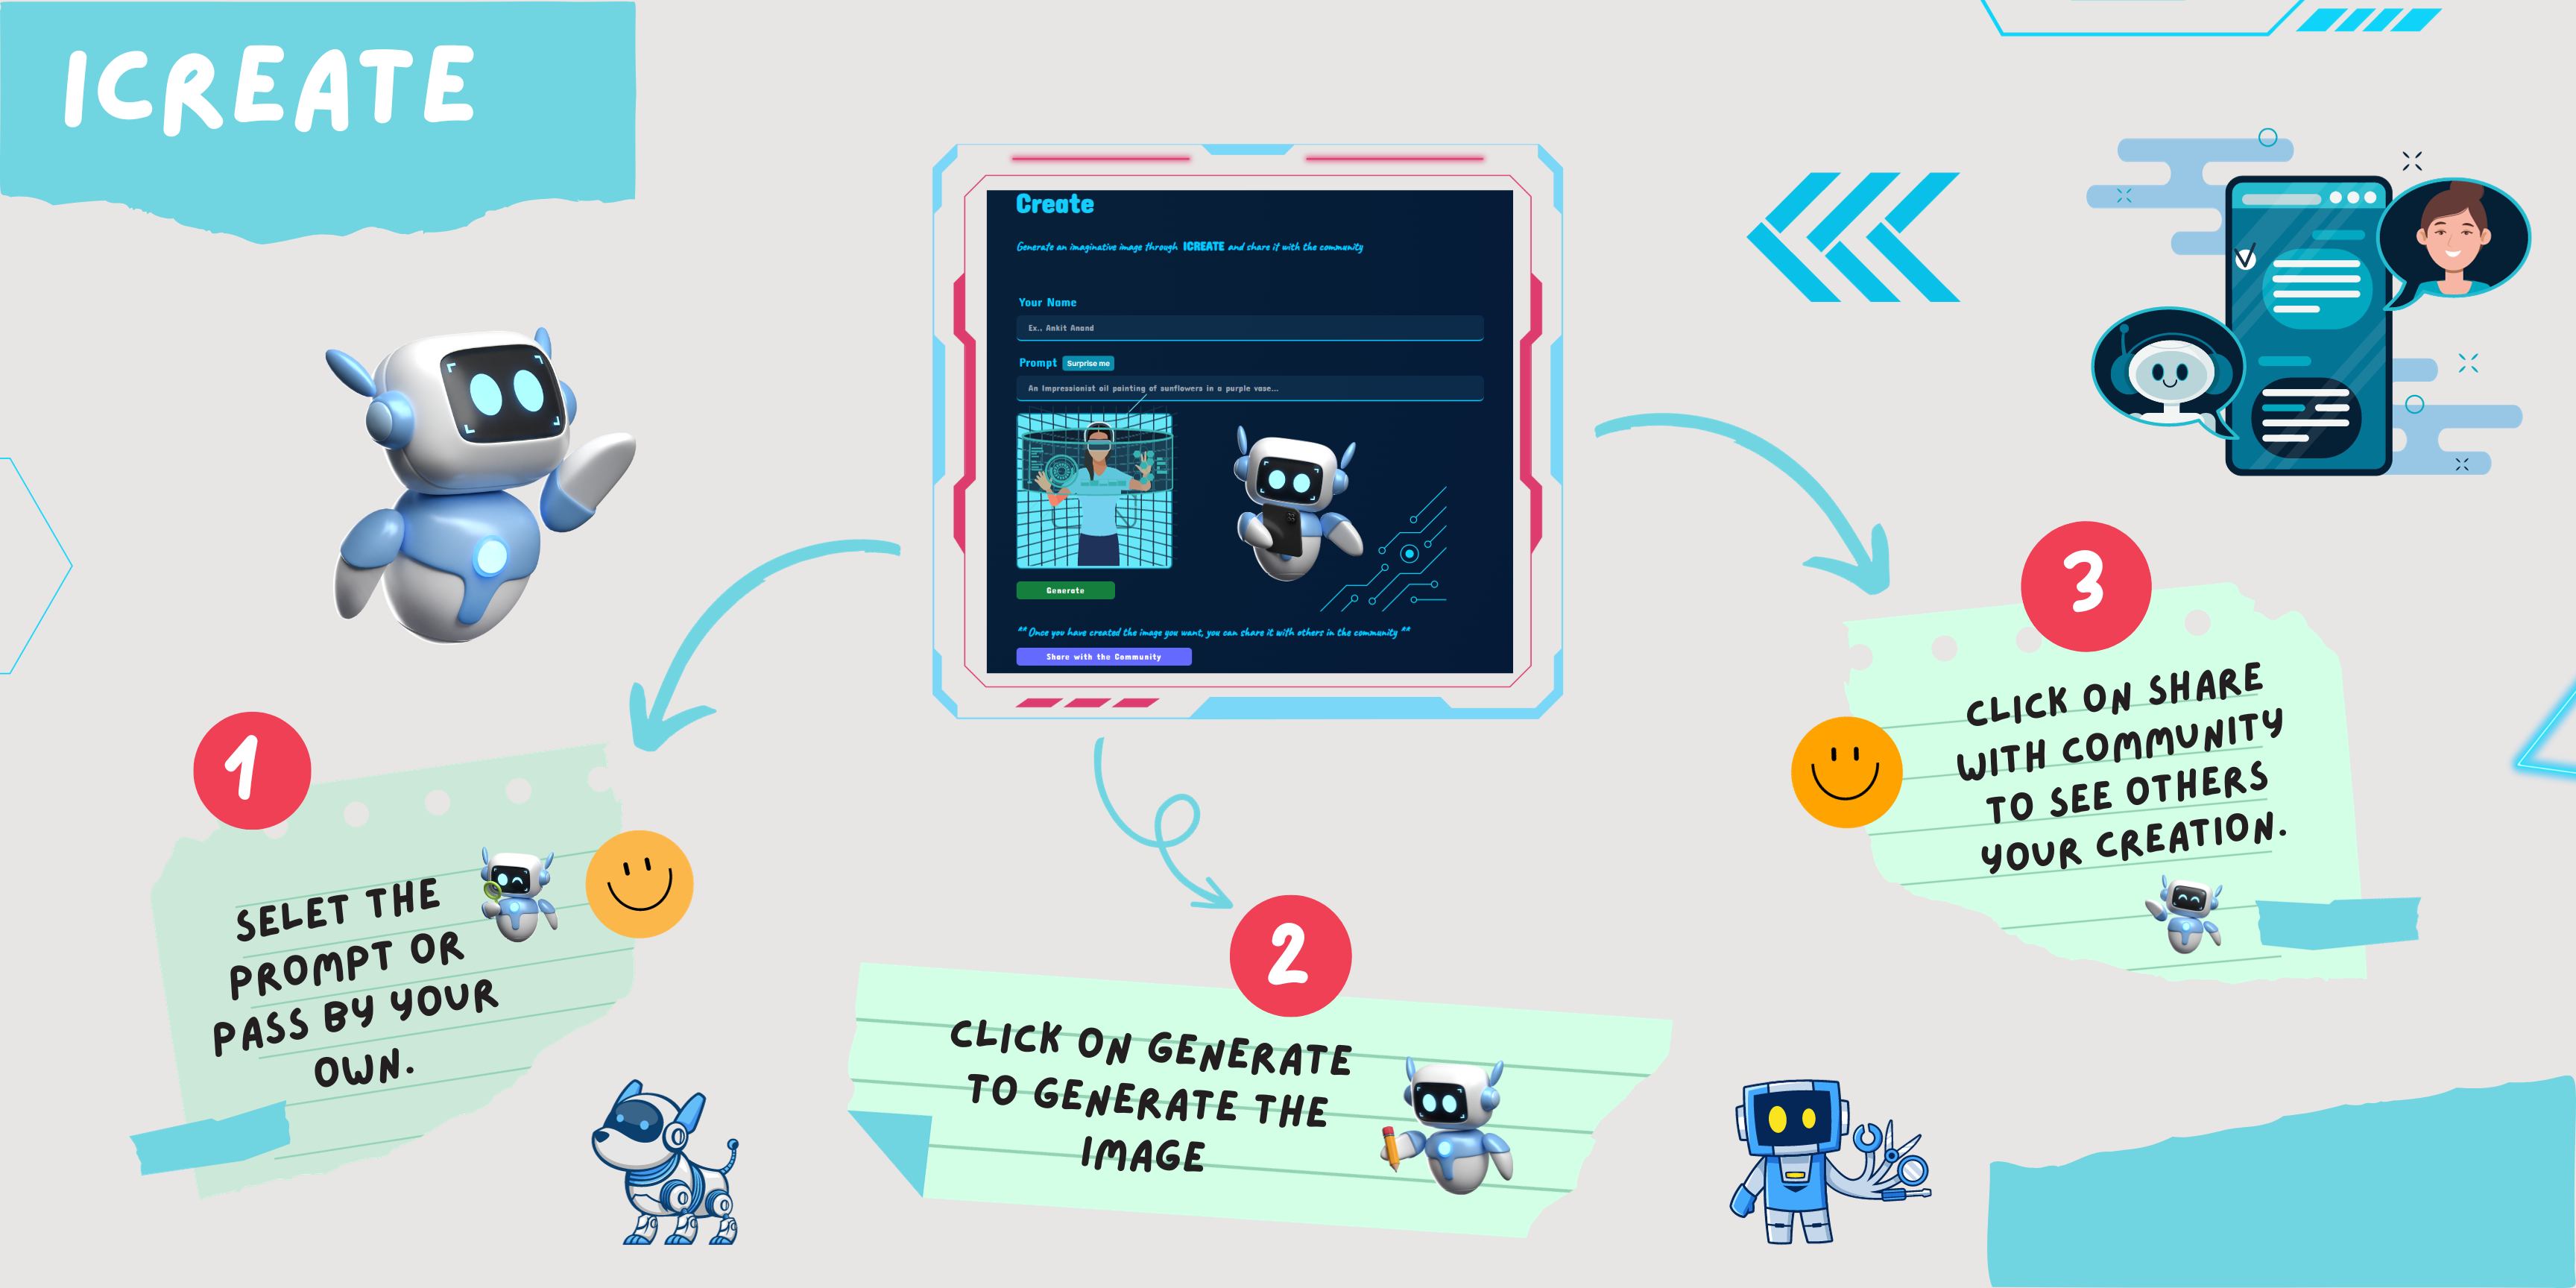 ICREATE
Create
Generate an imaginative image through ICREATE and share it with the community
Your Name
Ex., Ankit Anand
Prompt Surprise me
An Impressionist oil painting of sunflowers in a purple vase...
Generate
** Once you have created the image you want, you can share it with others in the community **
Share with the Community
1
SELET THE
PROMPT OR
PASS BY YOUR
OWN.
2
CLICK ON GENERATE
TO GENERATE THE
IMAGE
3
CLICK ON SHARE
WITH COMMUNITY
TO SEE OTHERS
YOUR CREATION.